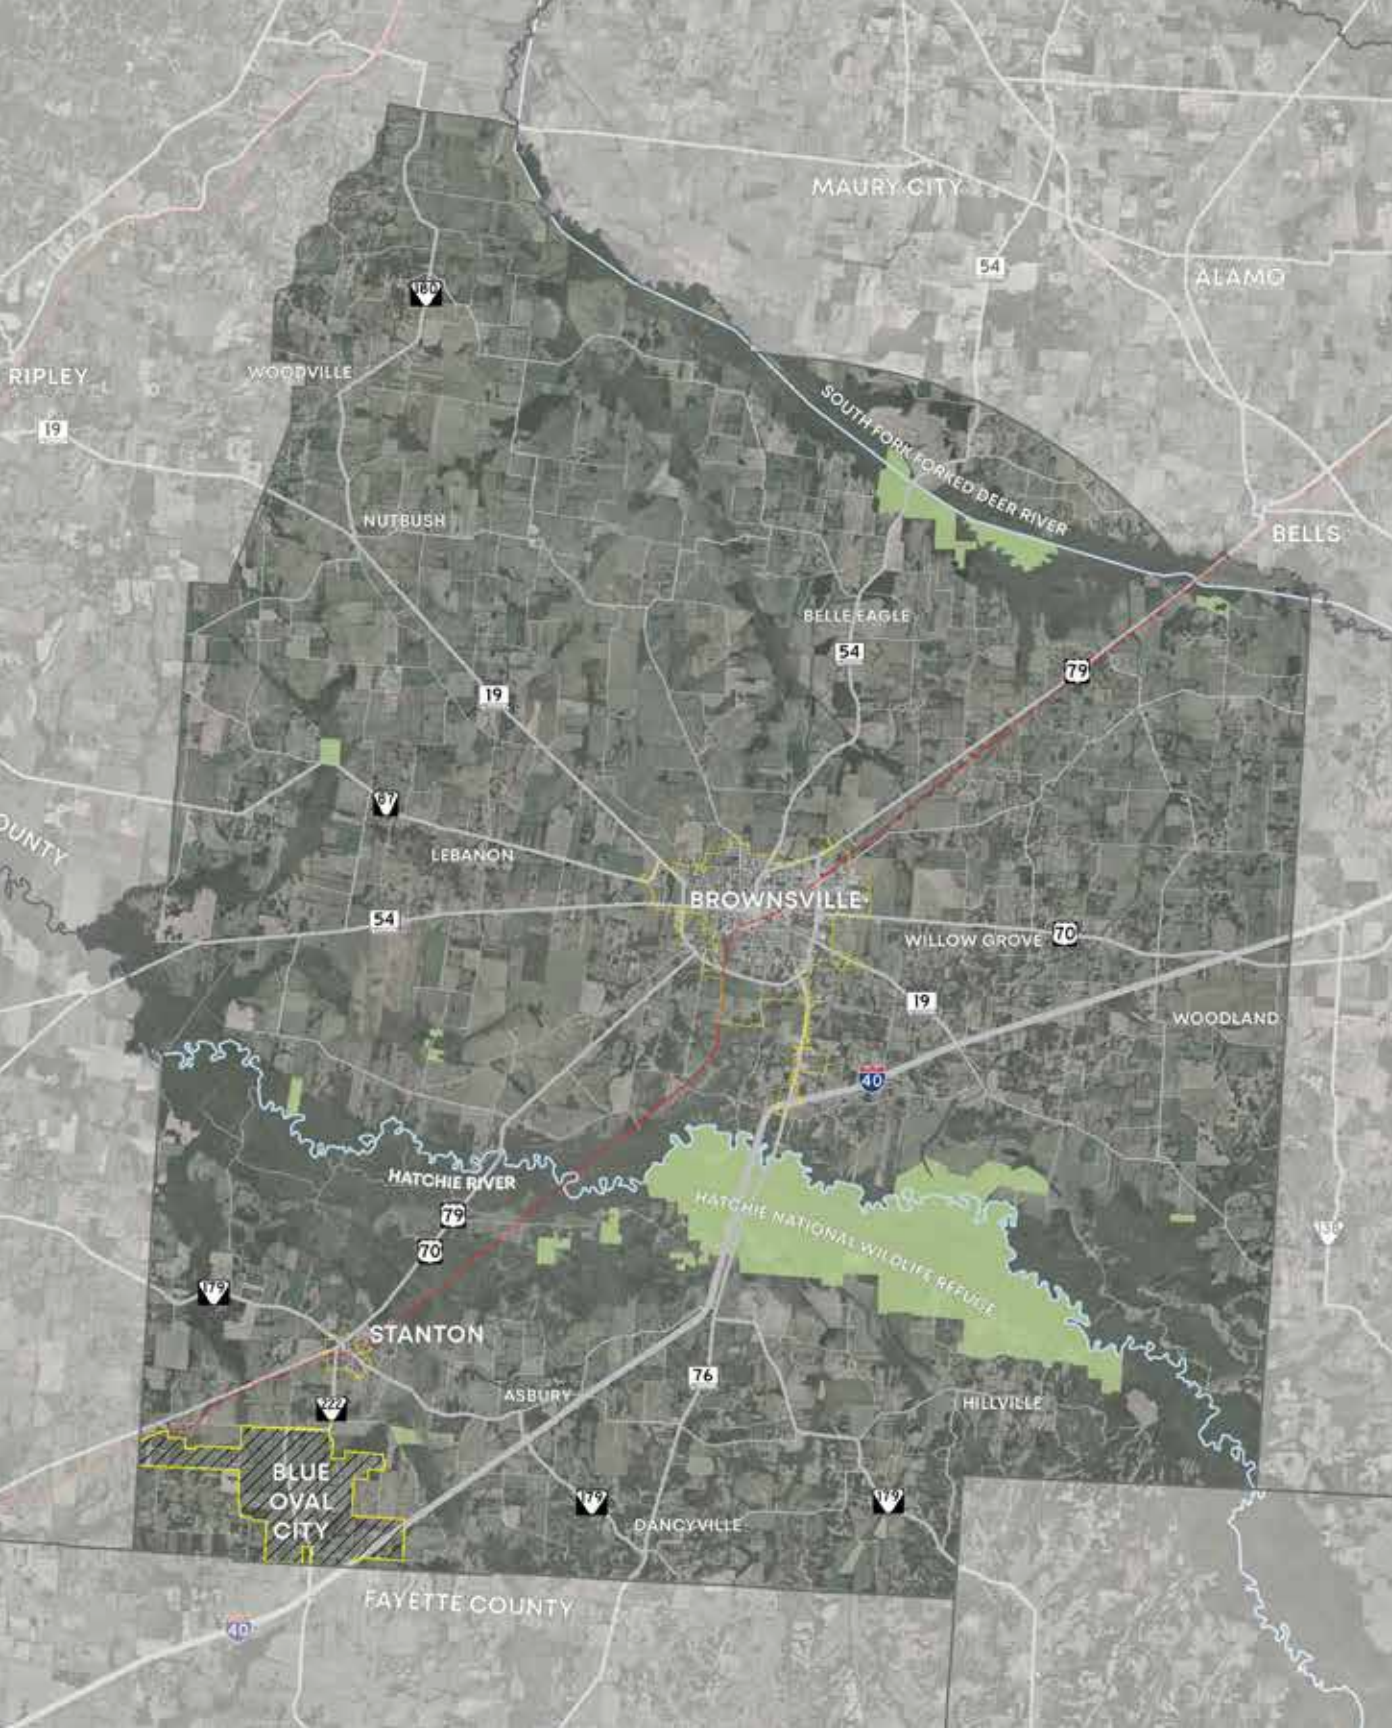 MAURY CITY
54
ALAMO
180
WOODVILLE
RIPLEY
19
SOUTH FORK FORKED DEER RIVER
NUTBUSH
BELLS
BELLE EAGLE
54
79
19
87
OUNTY
LEBANON
BROWNSVILLE
54
WILLOW GROVE
70
19
WOODLAND
40
HATCHIE RIVER
79
HATCHIE NATIONAL WILDLIFE REFUGE
70
179
STANTON
76
ASBURY
222
HILLVILLE
BLUE
OVAL
CITY
179
179
DANCYVILLE
FAYETTE COUNTY
40